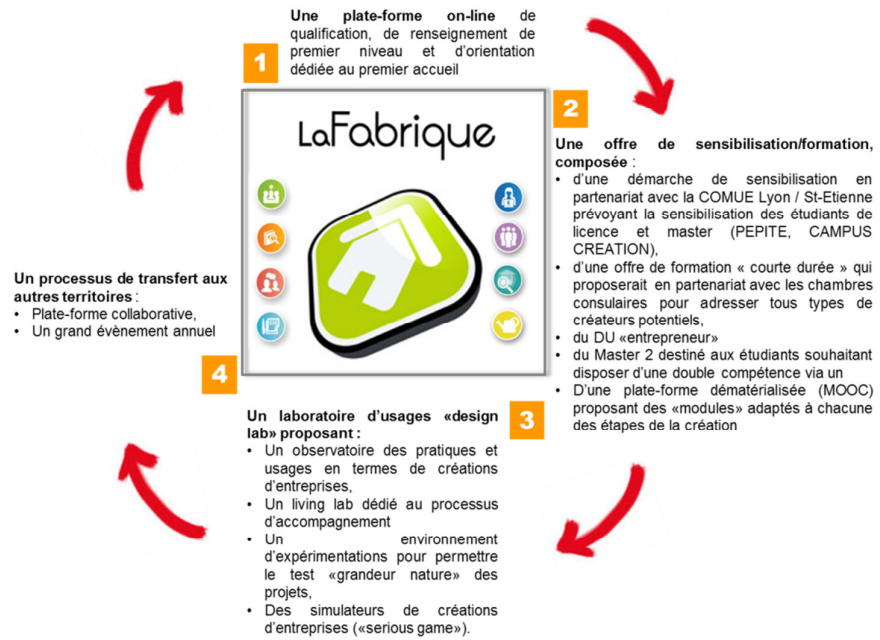 1
Une plate-forme on-line de
qualification, de renseignement de
premier niveau et d'orientation
dédiée au premier accueil
LaFabrique
2
Une offre de sensibilisation/formation,
composée :
• d'une démarche de sensibilisation en
partenariat avec la COMUE Lyon / St-Etienne
prévoyant la sensibilisation des étudiants de
licence et master (PEPITE, CAMPUS
CREATION),
• d'une offre de formation « courte durée » qui
proposerait en partenariat avec les chambres
consulaires pour adresser tous types de
créateurs potentiels,
• du DU «entrepreneur»
• du Master 2 destiné aux étudiants souhaitant
disposer d'une double compétence via un
• D'une plate-forme dématérialisée (MOOC)
proposant des «modules» adaptés à chacune
des étapes de la création
3
Un laboratoire d'usages «design
lab» proposant :
• Un observatoire des pratiques et
usages en termes de créations
d'entreprises,
• Un living lab dédié au processus
d'accompagnement
• Un environnement
d'expérimentations pour permettre
le test «grandeur nature» des
projets,
• Des simulateurs de créations
d'entreprises («serious game»).
4
Un processus de transfert aux
autres territoires :
• Plate-forme collaborative,
• Un grand évènement annuel